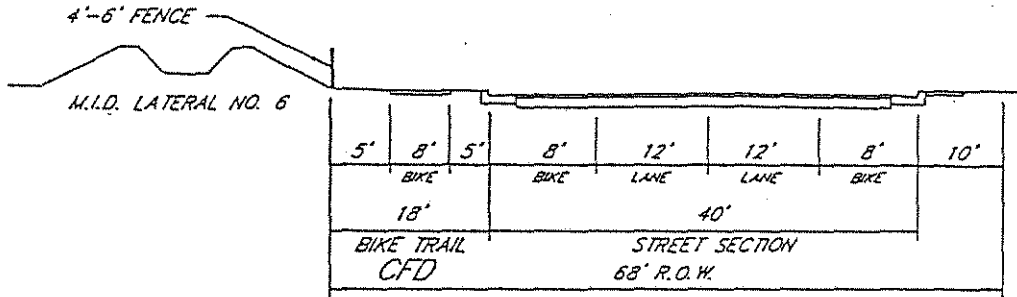 4'-6' FENCE
M.I.D. LATERAL NO. 6
5' 8' 5' 8' 12' 12' 8' 10'
BIKE BIKE LANE LANE BIKE
18' 40'
BIKE TRAIL STREET SECTION
CFD 68' R.O.W.